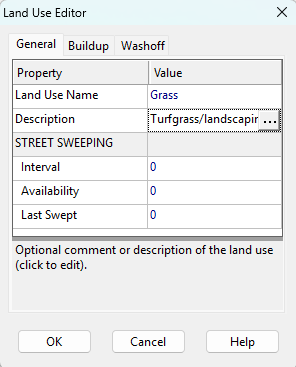 Land Use Editor
General Buildup Washoff
Property Value
Land Use Name Grass
Description Turfgrass/landscapir ...
STREET SWEEPING
Interval 0
Availability 0
Last Swept 0
Optional comment or description of the land use
(click to edit).
OK Cancel Help